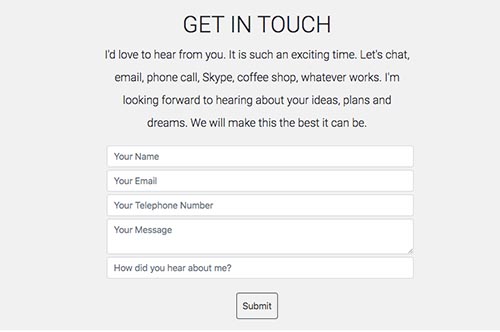 GET IN TOUCH
I'd love to hear from you. It is such an exciting time. Let's chat,
email, phone call, Skype, coffee shop, whatever works. I'm
looking forward to hearing about your ideas, plans and
dreams. We will make this the best it can be.
Your Name
Your Email
Your Telephone Number
Your Message
How did you hear about me?
Submit